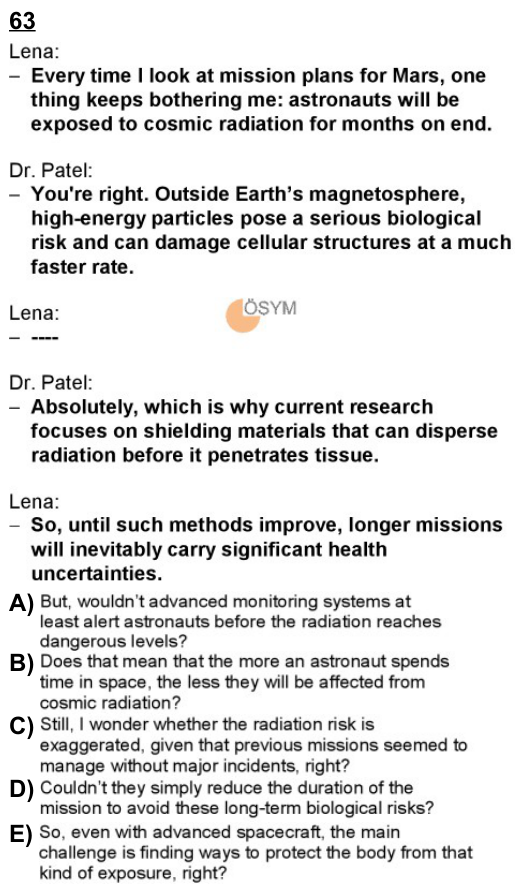 63
Lena:
– Every time I look at mission plans for Mars, one
thing keeps bothering me: astronauts will be
exposed to cosmic radiation for months on end.
Dr. Patel:
– You're right. Outside Earth's magnetosphere,
high-energy particles pose a serious biological
risk and can damage cellular structures at a much
faster rate.
Lena:
– ----
ÖSYM
Dr. Patel:
– Absolutely, which is why current research
focuses on shielding materials that can disperse
radiation before it penetrates tissue.
Lena:
– So, until such methods improve, longer missions
will inevitably carry significant health
uncertainties.
A) But, wouldn't advanced monitoring systems at
least alert astronauts before the radiation reaches
dangerous levels?
B) Does that mean that the more an astronaut spends
time in space, the less they will be affected from
cosmic radiation?
C) Still, I wonder whether the radiation risk is
exaggerated, given that previous missions seemed to
manage without major incidents, right?
D) Couldn't they simply reduce the duration of the
mission to avoid these long-term biological risks?
E) So, even with advanced spacecraft, the main
challenge is finding ways to protect the body from that
kind of exposure, right?